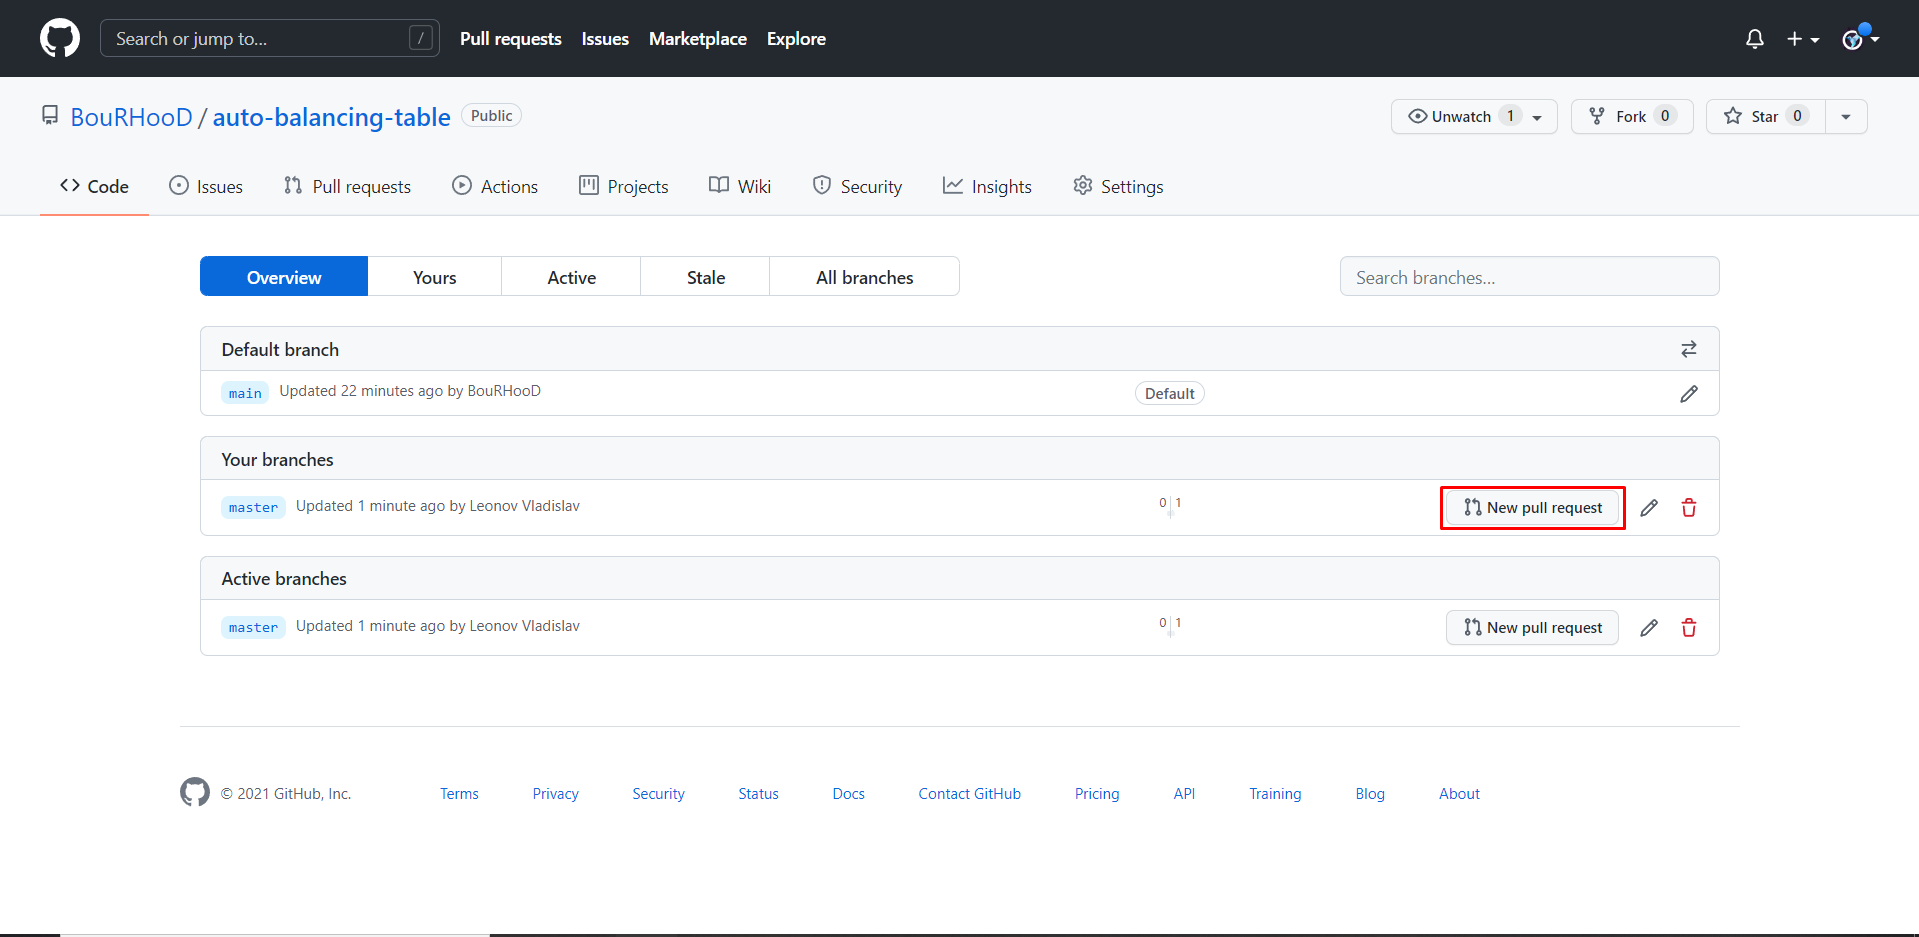 Search or jump to... / Pull requests Issues Marketplace Explore
BouRHooD / auto-balancing-table Public Unwatch 1 Fork 0 Star 0
Code Issues Pull requests Actions Projects Wiki Security Insights Settings
Overview Yours Active Stale All branches Search branches...
Default branch
main Updated 22 minutes ago by BouRHooD Default
Your branches
master Updated 1 minute ago by Leonov Vladislav 0 1 New pull request
Active branches
master Updated 1 minute ago by Leonov Vladislav 0 1 New pull request
© 2021 GitHub, Inc. Terms Privacy Security Status Docs Contact GitHub Pricing API Training Blog About